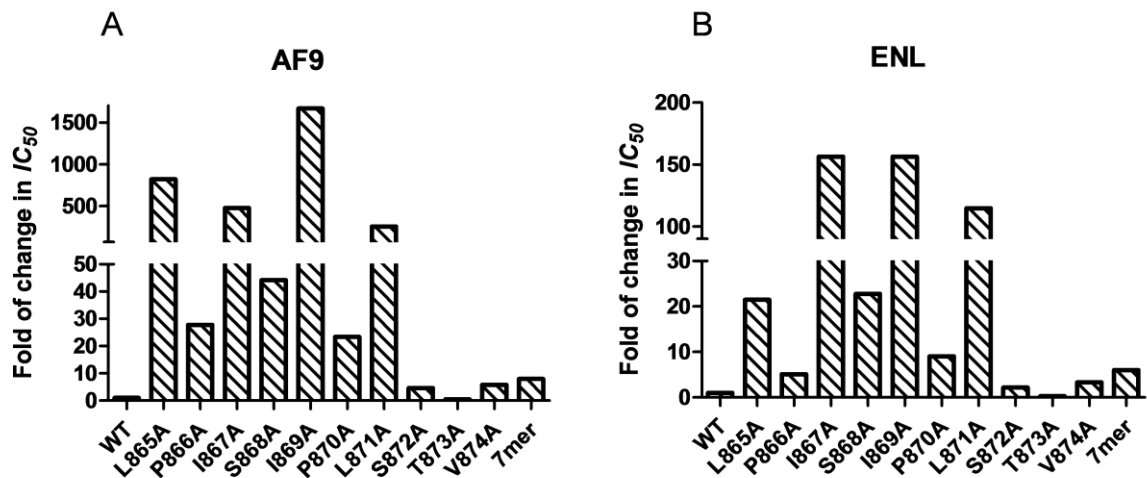 A
AF9
Fold of change in IC50
1500
1000
500
50
40
30
20
10
0
WT
L865A
P866A
I867A
S868A
I869A
P870A
L871A
S872A
T873A
V874A
7mer
B
ENL
Fold of change in IC50
200
150
100
30
20
10
0
WT
L865A
P866A
I867A
S868A
I869A
P870A
L871A
S872A
T873A
V874A
7mer